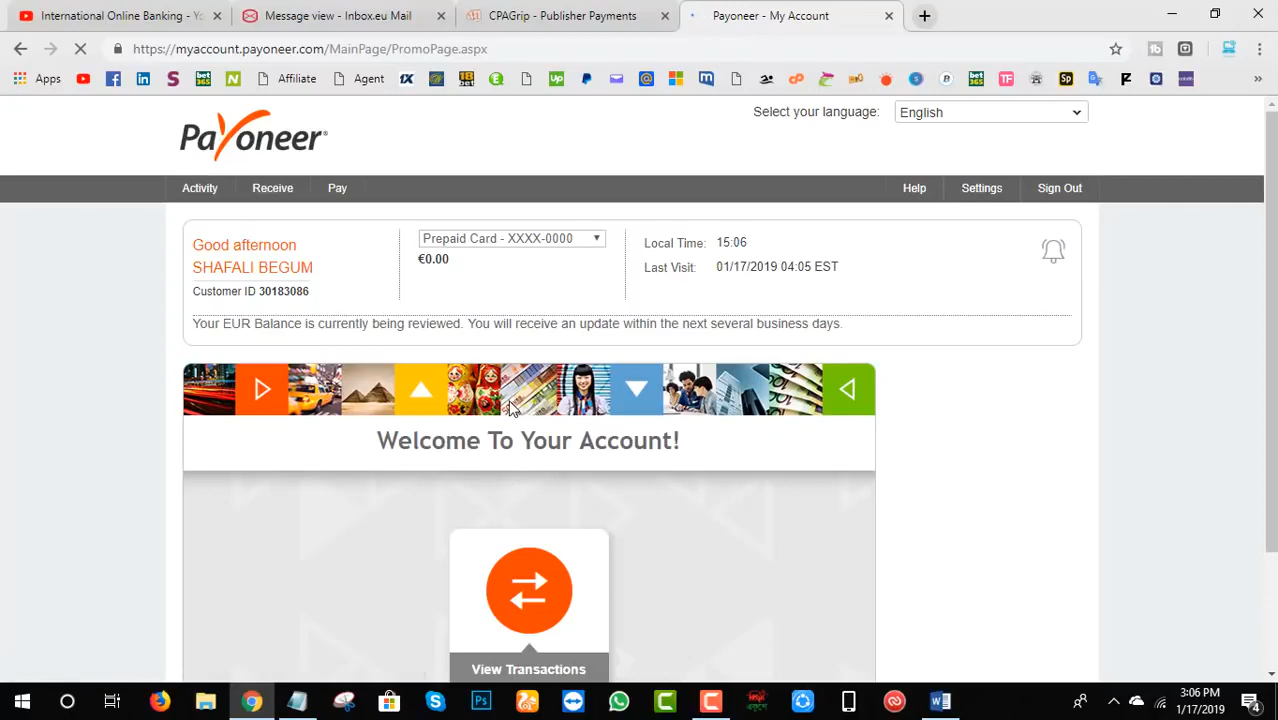 International Online Banking - Yo
Message view - Inbox.eu Mail
CPAGrip - Publisher Payments
Payoneer - My Account
https://myaccount.payoneer.com/MainPage/PromoPage.aspx
Apps
Affiliate
Agent
Select your language:
English
Payoneer
Activity
Receive
Pay
Help
Settings
Sign Out
Good afternoon
SHAFALI BEGUM
Customer ID 30183086
Prepaid Card - XXXX-0000
€0.00
Local Time: 15:06
Last Visit: 01/17/2019 04:05 EST
Your EUR Balance is currently being reviewed. You will receive an update within the next several business days.
Welcome To Your Account!
View Transactions
3:06 PM
1/17/2019